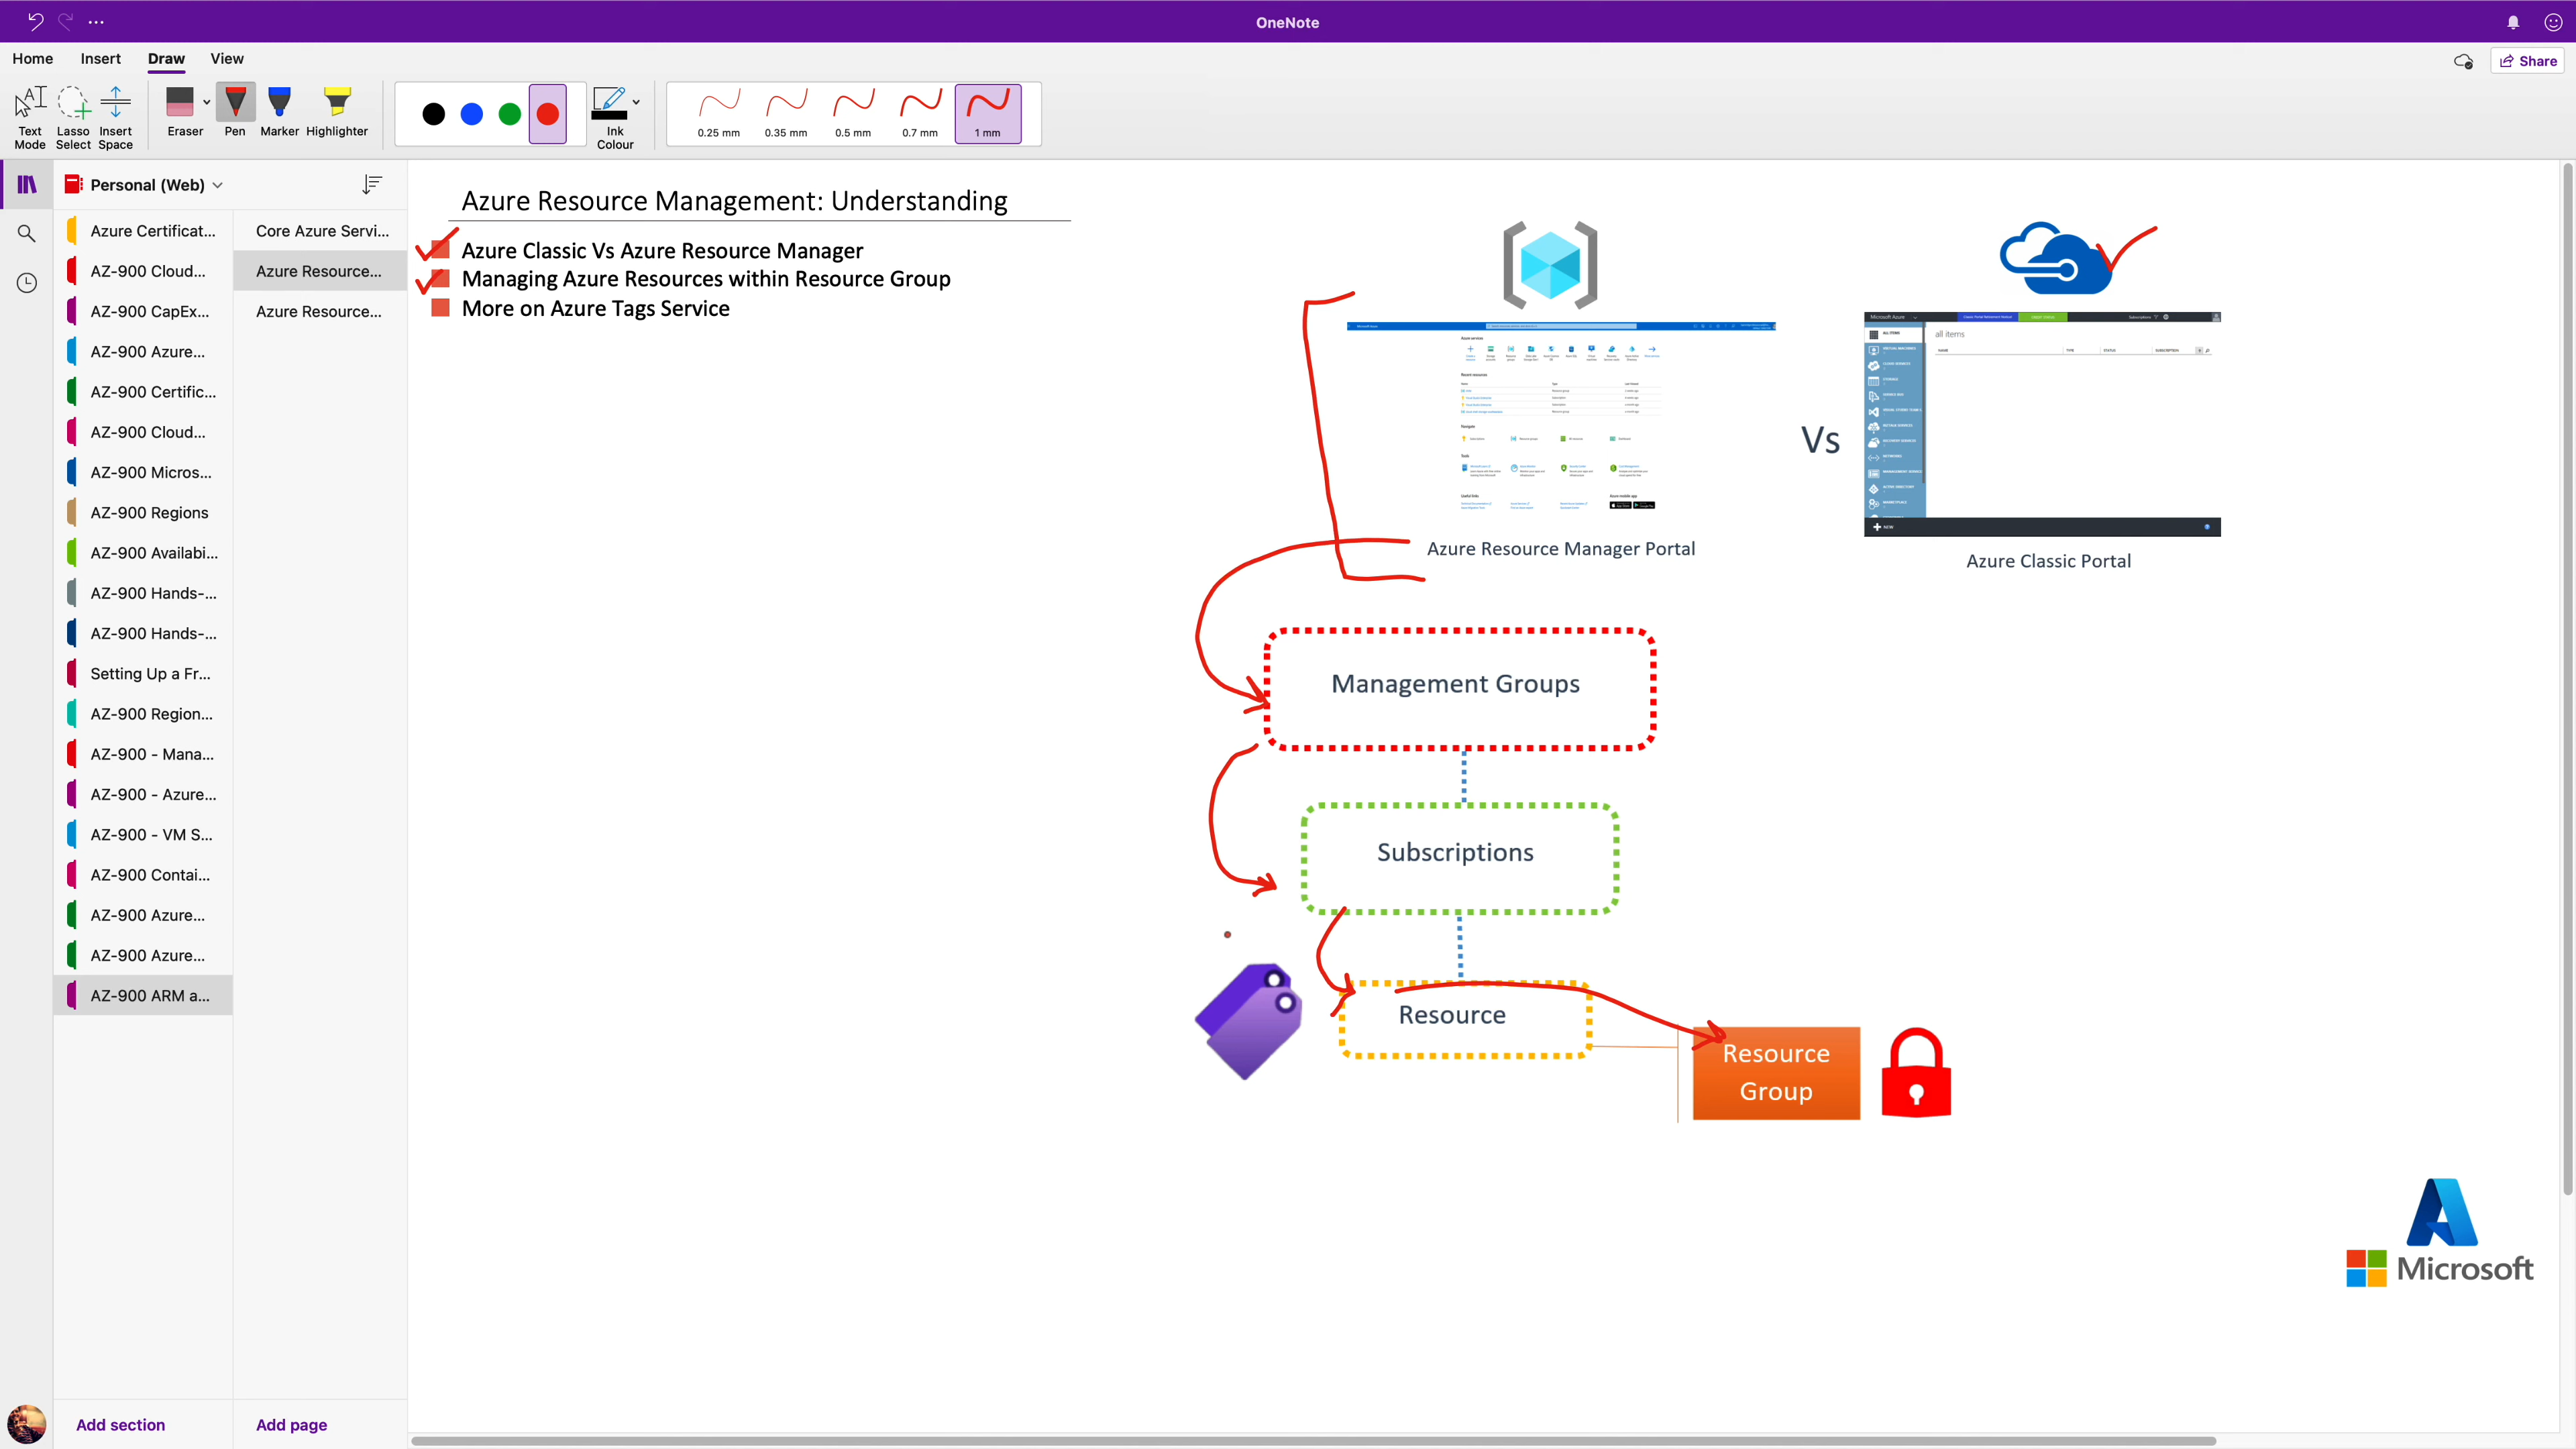 OneNote
Home
Insert
Draw
View
Share
Text Mode
Lasso Select
Insert Space
Eraser
Pen
Marker
Highlighter
Ink Colour
0.25 mm
0.35 mm
0.5 mm
0.7 mm
1 mm
Personal (Web)
Azure Certificat...
AZ-900 Cloud...
AZ-900 CapEx...
AZ-900 Azure...
AZ-900 Certific...
AZ-900 Cloud...
AZ-900 Micros...
AZ-900 Regions
AZ-900 Availabi...
AZ-900 Hands-...
AZ-900 Hands-...
Setting Up a Fr...
AZ-900 Region...
AZ-900 - Mana...
AZ-900 - Azure...
AZ-900 - VM S...
AZ-900 Contai...
AZ-900 Azure...
AZ-900 Azure...
AZ-900 ARM a...
Add section
Core Azure Servi...
Azure Resource...
Azure Resource...
Add page
Azure Resource Management: Understanding
Azure Classic Vs Azure Resource Manager
Managing Azure Resources within Resource Group
More on Azure Tags Service
Azure Resource Manager Portal
Vs
all items
Azure Classic Portal
Management Groups
Subscriptions
Resource
Resource
Group
Microsoft